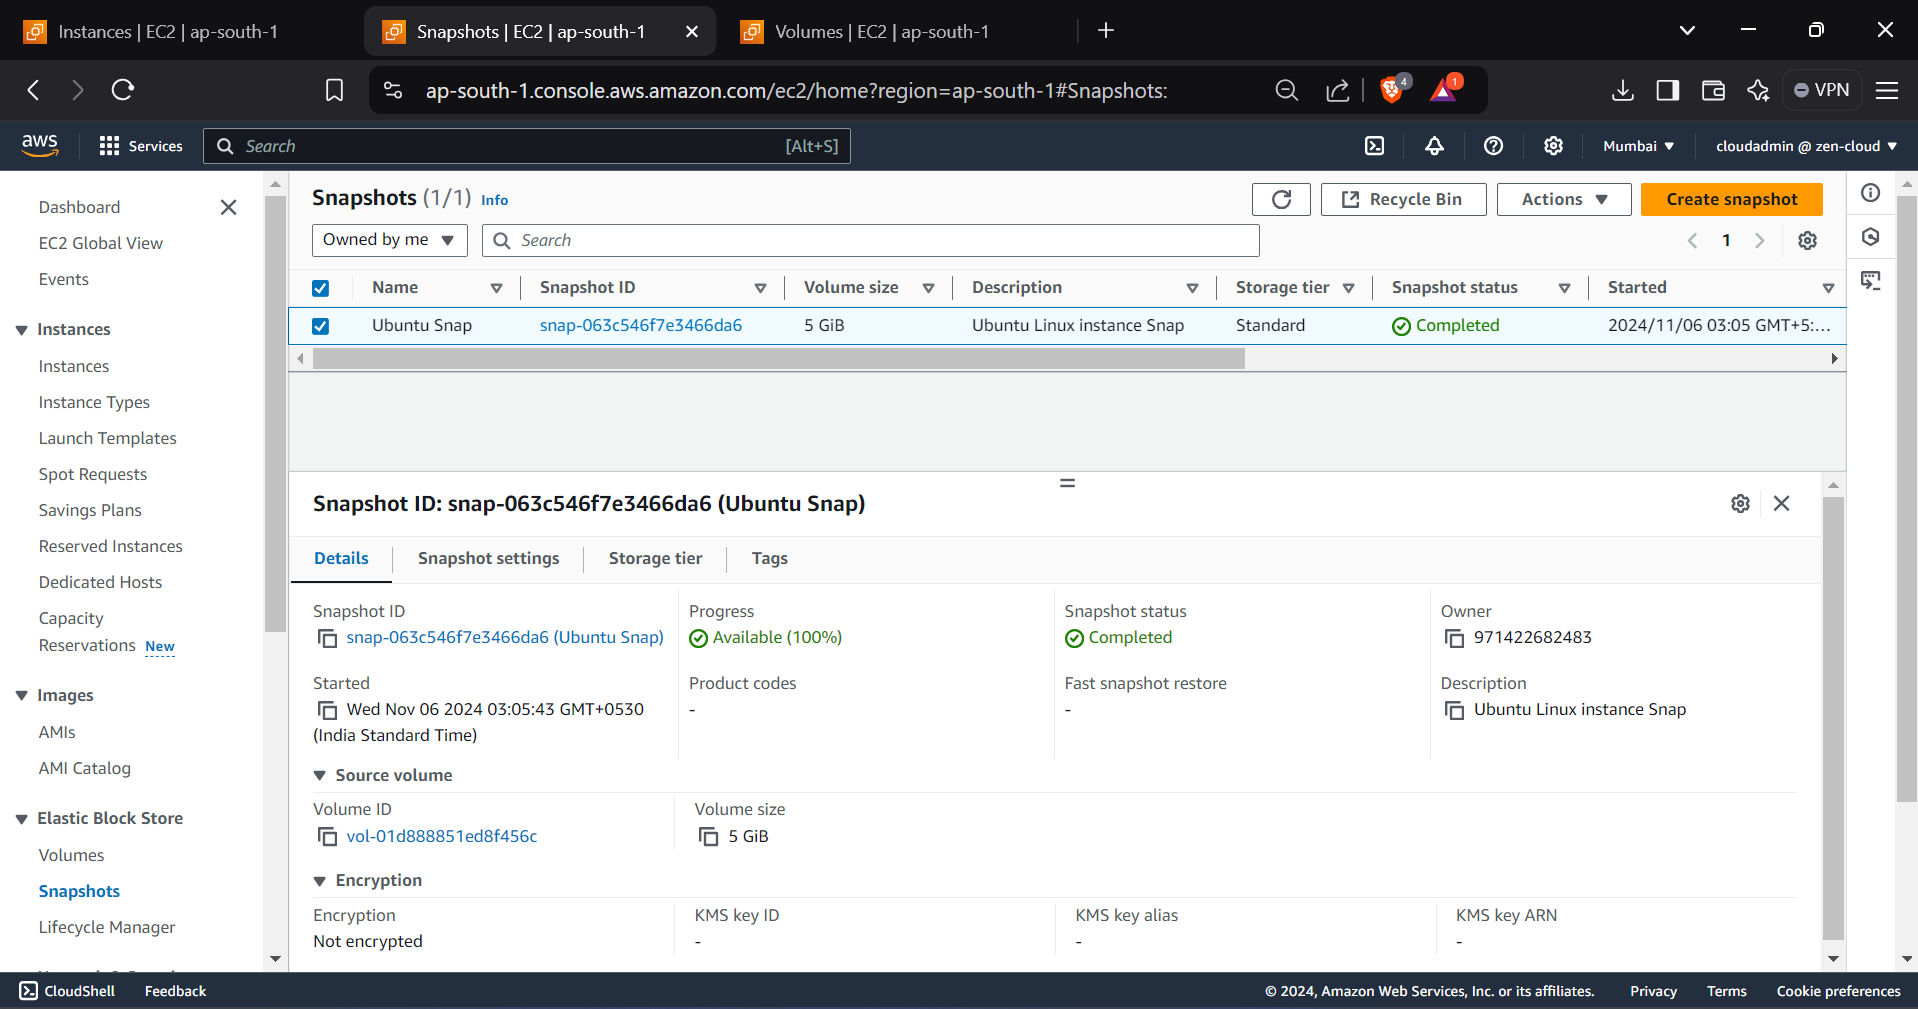 Instances | EC2 | ap-south-1
Snapshots | EC2 | ap-south-1
Volumes | EC2 | ap-south-1
ap-south-1.console.aws.amazon.com/ec2/home?region=ap-south-1#Snapshots:
4
1
VPN
aws
Services
Search
[Alt+S]
Mumbai
cloudadmin @ zen-cloud
Dashboard
EC2 Global View
Events
Instances
Instances
Instance Types
Launch Templates
Spot Requests
Savings Plans
Reserved Instances
Dedicated Hosts
Capacity
Reservations New
Images
AMIs
AMI Catalog
Elastic Block Store
Volumes
Snapshots
Lifecycle Manager
Snapshots (1/1) Info
Recycle Bin
Actions
Create snapshot
Owned by me
Search
1
Name Snapshot ID Volume size Description Storage tier Snapshot status Started
Ubuntu Snap snap-063c546f7e3466da6 5 GiB Ubuntu Linux instance Snap Standard Completed 2024/11/06 03:05 GMT+5:...
Snapshot ID: snap-063c546f7e3466da6 (Ubuntu Snap)
Details Snapshot settings Storage tier Tags
Snapshot ID
snap-063c546f7e3466da6 (Ubuntu Snap)
Progress
Available (100%)
Snapshot status
Completed
Owner
971422682483
Started
Wed Nov 06 2024 03:05:43 GMT+0530
(India Standard Time)
Product codes
-
Fast snapshot restore
-
Description
Ubuntu Linux instance Snap
Source volume
Volume ID
vol-01d888851ed8f456c
Volume size
5 GiB
Encryption
Encryption
Not encrypted
KMS key ID
-
KMS key alias
-
KMS key ARN
-
CloudShell
Feedback
© 2024, Amazon Web Services, Inc. or its affiliates.
Privacy
Terms
Cookie preferences